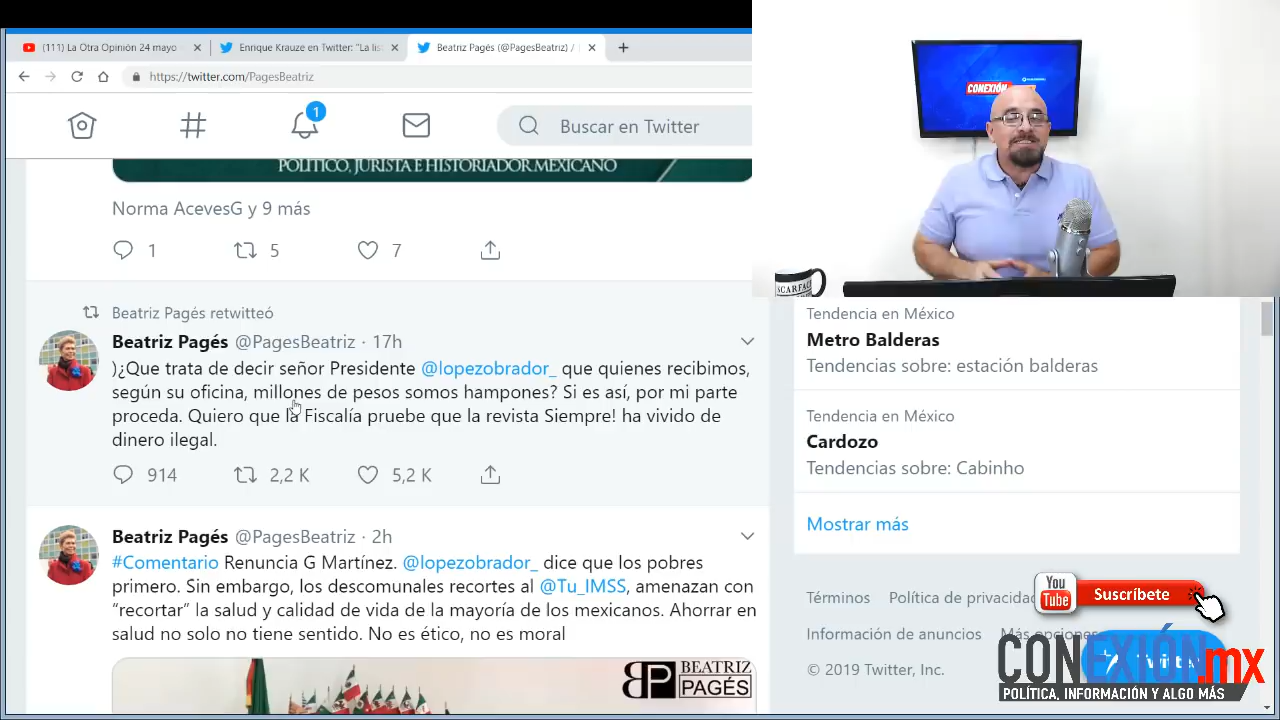 (111) La Otra Opinión 24 mayo
Enrique Krauze en Twitter: "La lis
Beatriz Pagés (@PagesBeatriz) /
https://twitter.com/PagesBeatriz
1
Buscar en Twitter
CONEXIÓN
SCARFACE
POLÍTICO, JURISTA E HISTORIADOR MEXICANO
Norma AcevesG y 9 más
1 5 7
Beatriz Pagés retwitteó
Beatriz Pagés @PagesBeatriz · 17h
)¿Que trata de decir señor Presidente @lopezobrador_ que quienes recibimos,
según su oficina, millones de pesos somos hampones? Si es así, por mi parte
proceda. Quiero que la Fiscalía pruebe que la revista Siempre! ha vivido de
dinero ilegal.
914 2,2 K 5,2 K
Beatriz Pagés @PagesBeatriz · 2h
#Comentario Renuncia G Martínez. @lopezobrador_ dice que los pobres
primero. Sin embargo, los descomunales recortes al @Tu_IMSS, amenazan con
“recortar” la salud y calidad de vida de la mayoría de los mexicanos. Ahorrar en
salud no solo no tiene sentido. No es ético, no es moral
BP BEATRIZ
PAGÉS
Tendencia en México
Metro Balderas
Tendencias sobre: estación balderas
Tendencia en México
Cardozo
Tendencias sobre: Cabinho
Mostrar más
Términos Política de privacidad
Información de anuncios Más opciones
© 2019 Twitter, Inc.
You Tube Suscríbete
Twitter
CONEXIÓN.mx
POLÍTICA, INFORMACIÓN Y ALGO MÁS